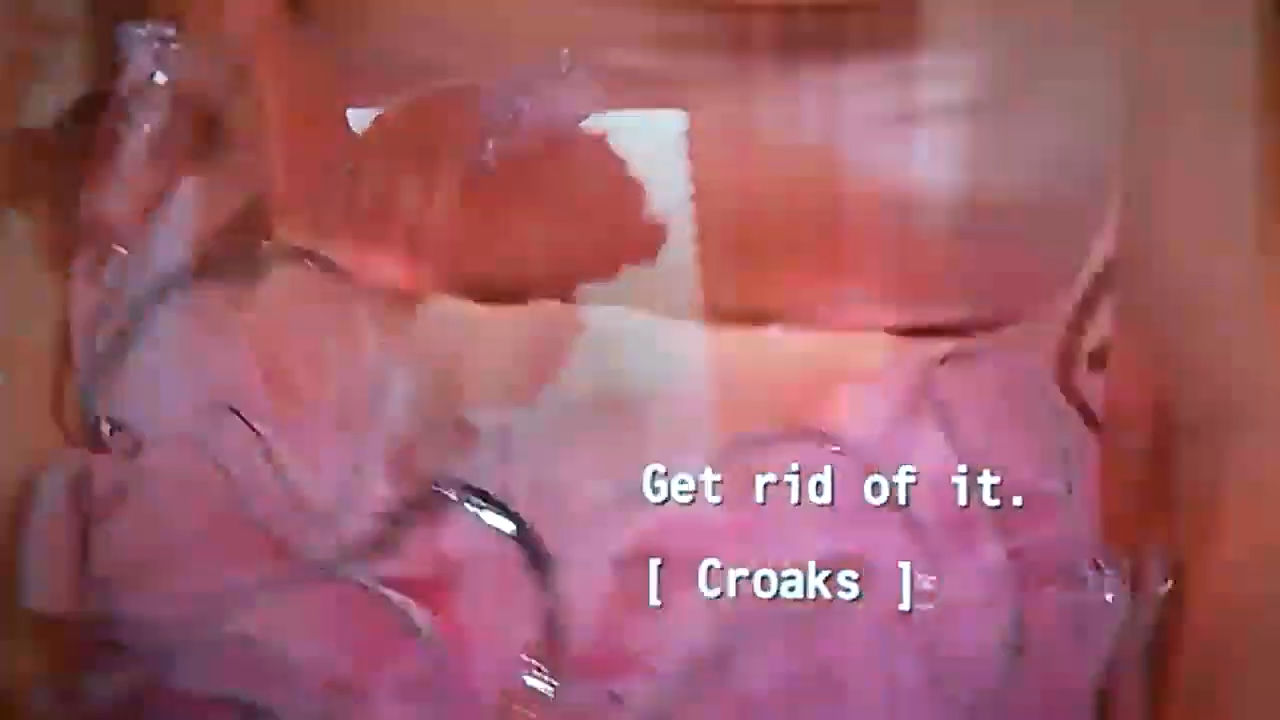 Get rid of it.
[ Croaks ]